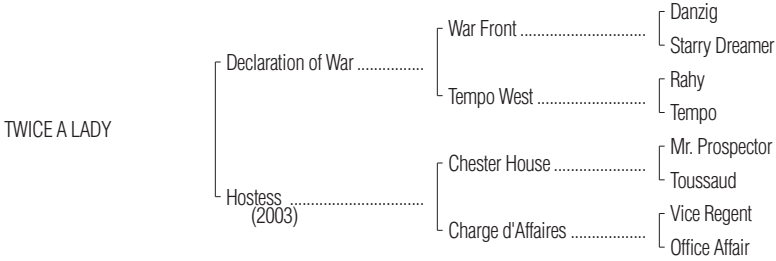 Danzig
War Front ..............................
Starry Dreamer
Declaration of War ................
Rahy
Tempo West ..........................
Tempo
TWICE A LADY
Mr. Prospector
Chester House ......................
Toussaud
Hostess ................................
(2003)
Vice Regent
Charge d'Affaires ..................
Office Affair